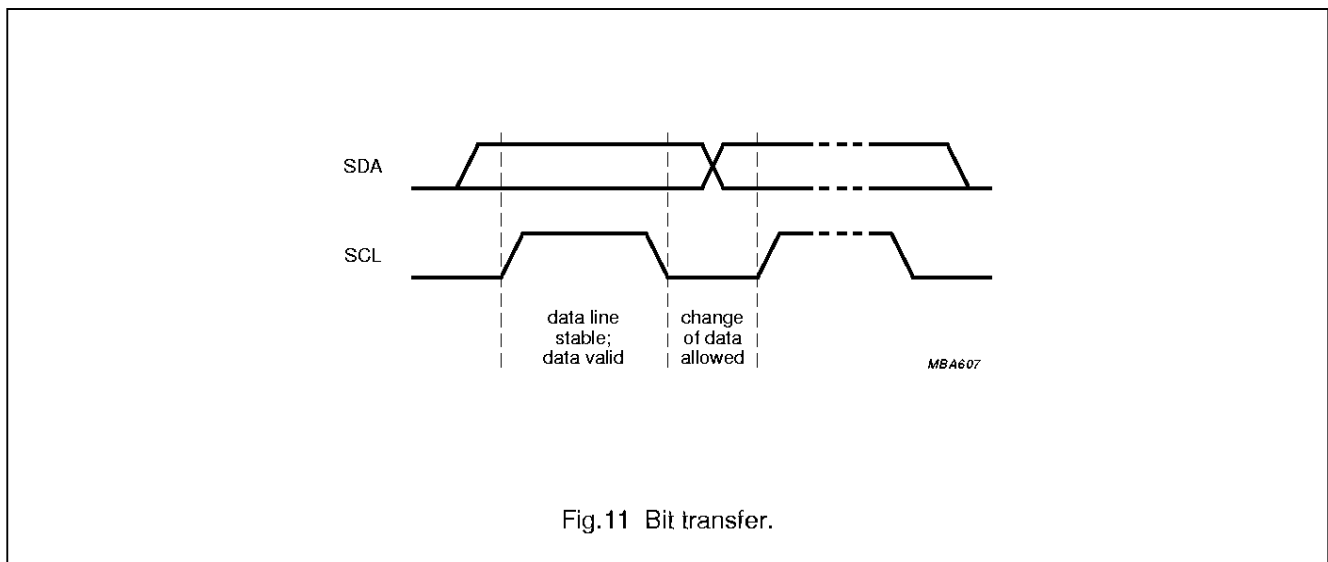 SDA
SCL
data line
stable;
data valid
change
of data
allowed
MBA607
Fig.11 Bit transfer.